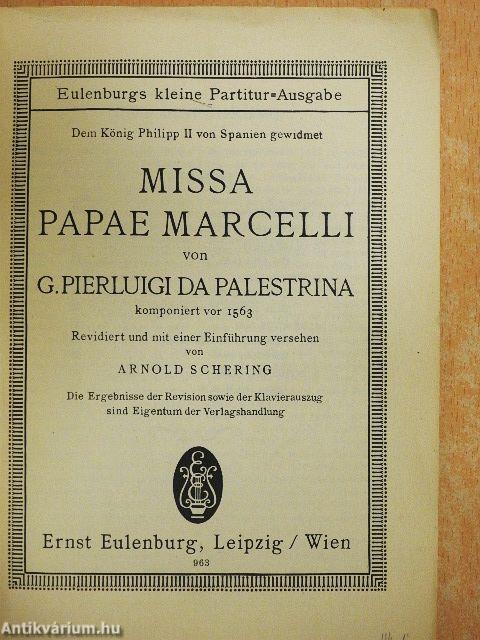 Eulenburgs kleine Partitur=Ausgabe
Dem König Philipp II von Spanien gewidmet
MISSA
PAPAE MARCELLI
von
G. PIERLUIGI DA PALESTRINA
komponiert vor 1563
Revidiert und mit einer Einführung versehen
von
ARNOLD SCHERING
Die Ergebnisse der Revision sowie der Klavierauszug
sind Eigentum der Verlagshandlung
Ernst Eulenburg, Leipzig / Wien
963
Antikvárium.hu